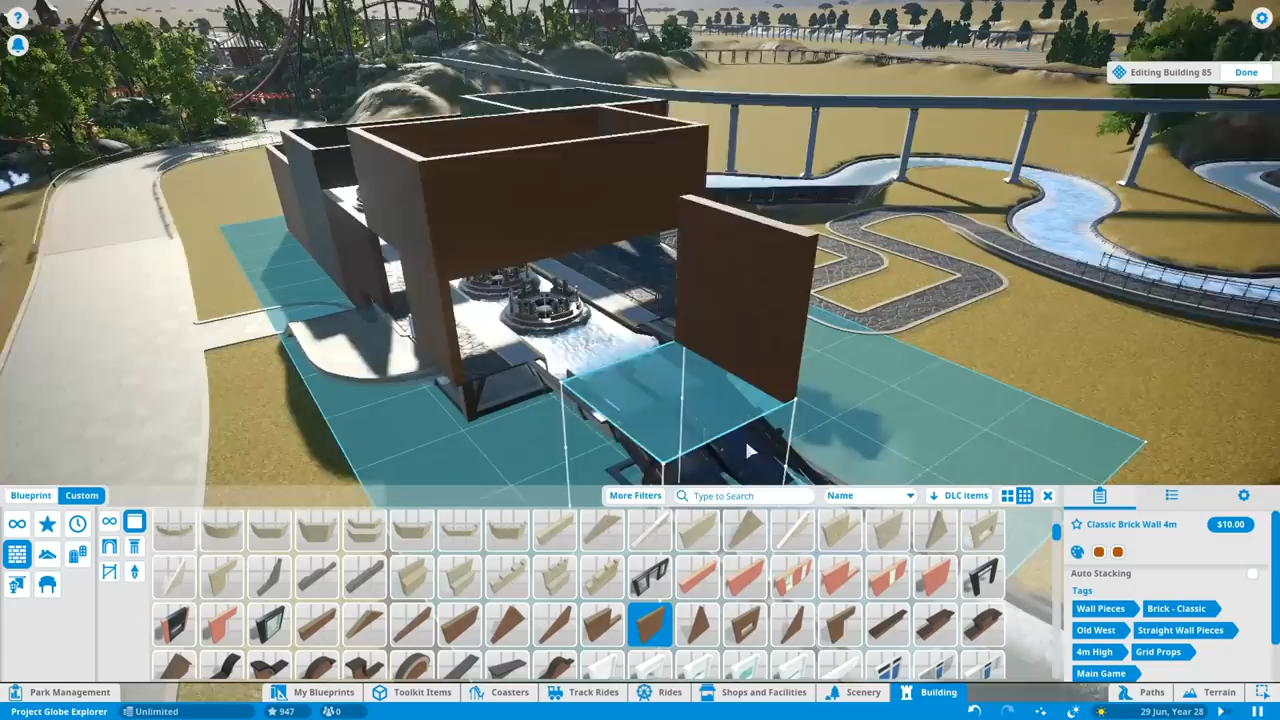 ?
Editing Building 85 Done
Blueprint Custom More Filters Type to Search Name DLC items
Classic Brick Wall 4m $10.00
Auto Stacking
Tags
Wall Pieces Brick - Classic
Old West Straight Wall Pieces
4m High Grid Props
Main Game
Park Management My Blueprints Toolkit Items Coasters Track Rides Rides Shops and Facilities Scenery Building Paths Terrain
Project Globe Explorer Unlimited 947 0 29 Jun, Year 28